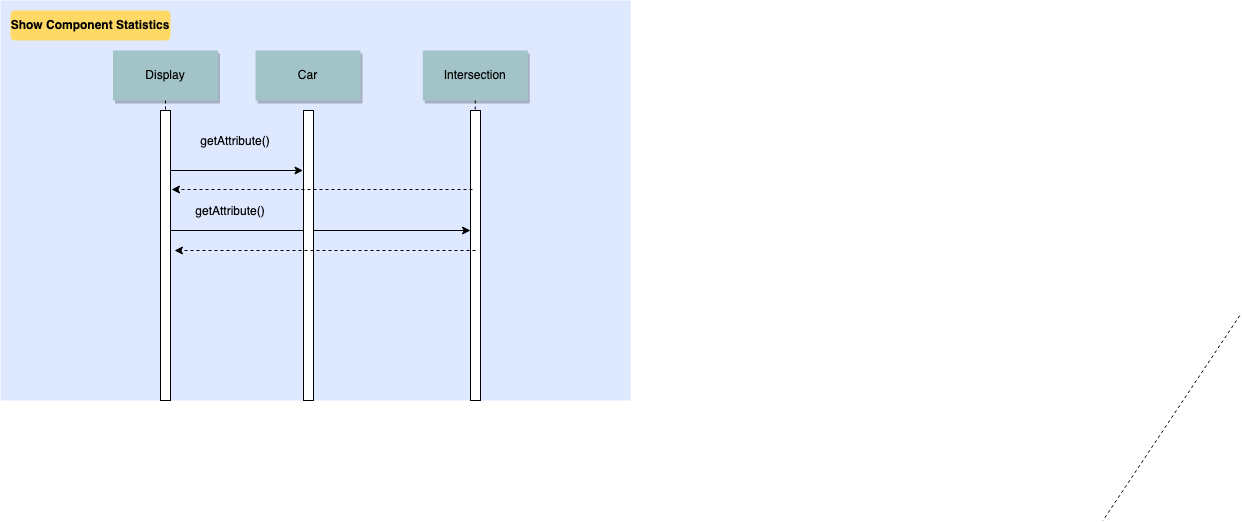 Show Component Statistics
Display
Car
Intersection
getAttribute()
getAttribute()